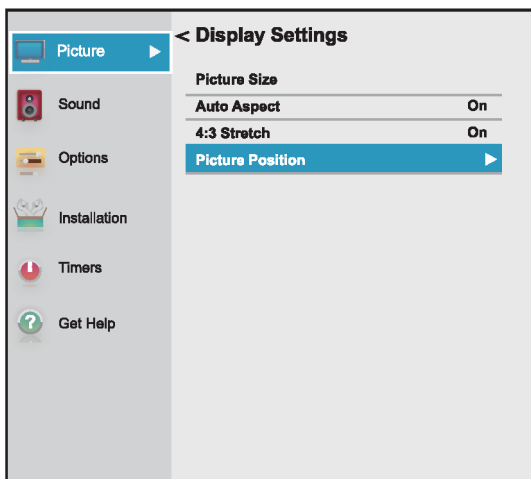 Picture
Sound
Options
Installation
Timers
Get Help
< Display Settings
Picture Size
Auto Aspect On
4:3 Stretch On
Picture Position